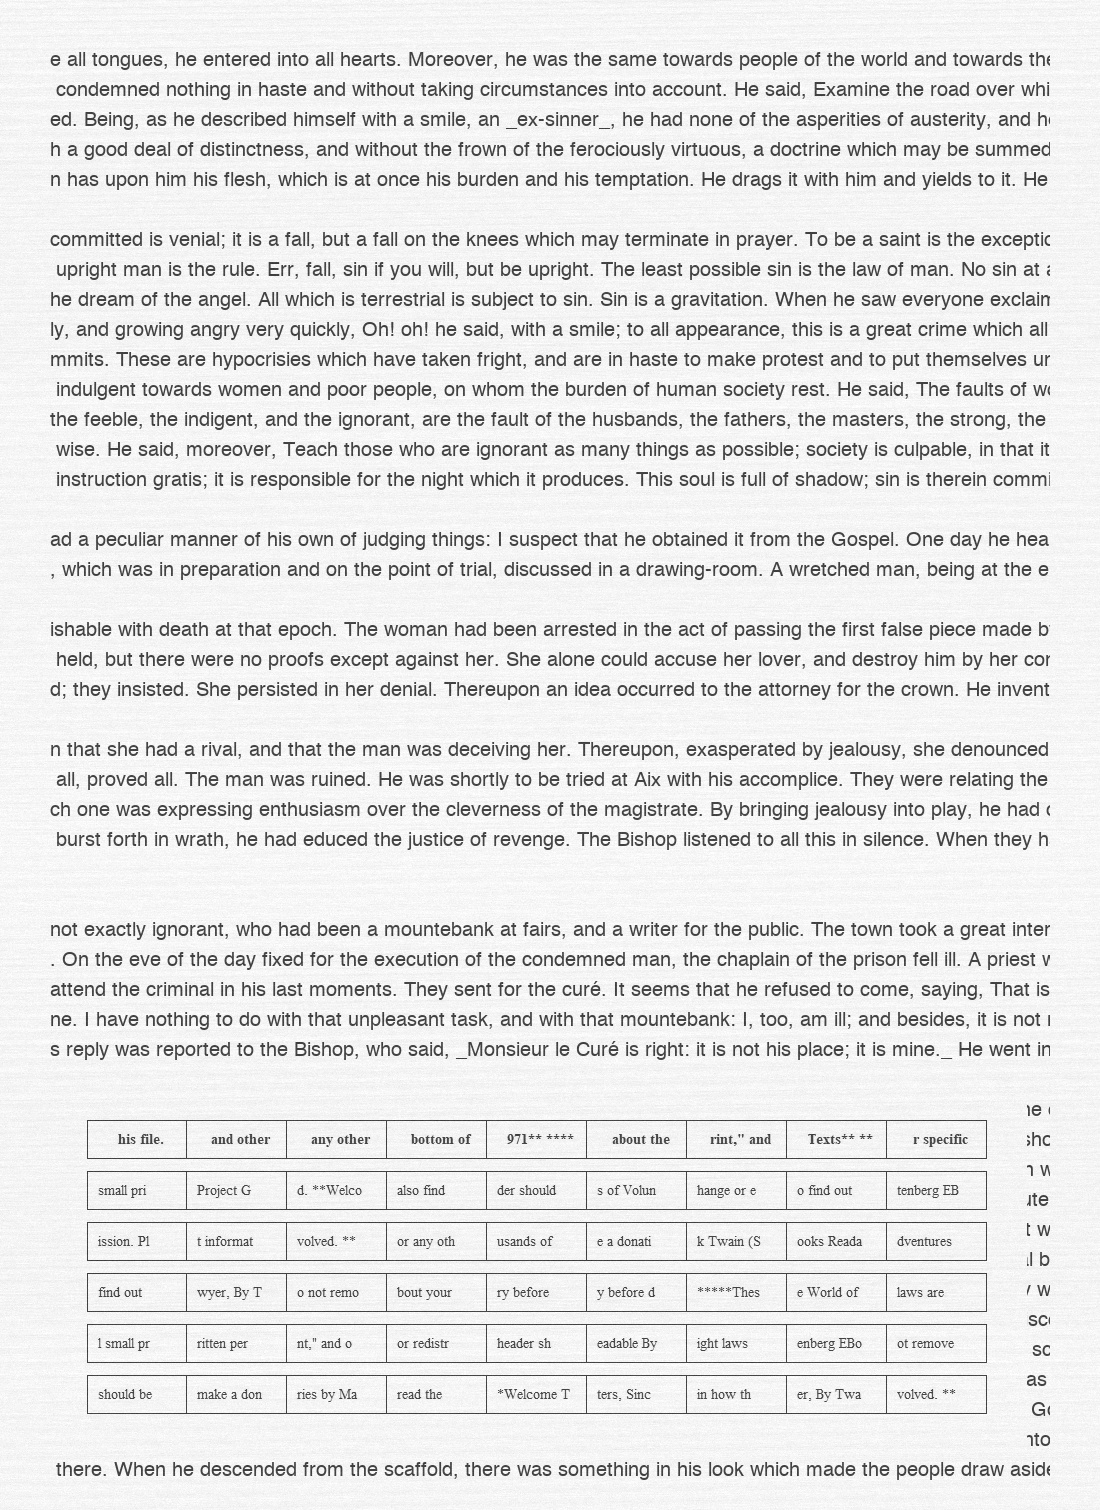 e all tongues, he entered into all hearts. Moreover, he was the same towards people of the world and towards the
condemned nothing in haste and without taking circumstances into account. He said, Examine the road over whi
ed. Being, as he described himself with a smile, an _ex-sinner_, he had none of the asperities of austerity, and he
h a good deal of distinctness, and without the frown of the ferociously virtuous, a doctrine which may be summed
n has upon him his flesh, which is at once his burden and his temptation. He drags it with him and yields to it. He
committed is venial; it is a fall, but a fall on the knees which may terminate in prayer. To be a saint is the exceptic
upright man is the rule. Err, fall, sin if you will, but be upright. The least possible sin is the law of man. No sin at a
he dream of the angel. All which is terrestrial is subject to sin. Sin is a gravitation. When he saw everyone exclaim
ly, and growing angry very quickly, Oh! oh! he said, with a smile; to all appearance, this is a great crime which all
mmits. These are hypocrisies which have taken fright, and are in haste to make protest and to put themselves un
indulgent towards women and poor people, on whom the burden of human society rest. He said, The faults of wo
the feeble, the indigent, and the ignorant, are the fault of the husbands, the fathers, the masters, the strong, the
wise. He said, moreover, Teach those who are ignorant as many things as possible; society is culpable, in that it
instruction gratis; it is responsible for the night which it produces. This soul is full of shadow; sin is therein commi
ad a peculiar manner of his own of judging things: I suspect that he obtained it from the Gospel. One day he hea
, which was in preparation and on the point of trial, discussed in a drawing-room. A wretched man, being at the e
ishable with death at that epoch. The woman had been arrested in the act of passing the first false piece made by
held, but there were no proofs except against her. She alone could accuse her lover, and destroy him by her con
d; they insisted. She persisted in her denial. Thereupon an idea occurred to the attorney for the crown. He invent
n that she had a rival, and that the man was deceiving her. Thereupon, exasperated by jealousy, she denounced
all, proved all. The man was ruined. He was shortly to be tried at Aix with his accomplice. They were relating the
ch one was expressing enthusiasm over the cleverness of the magistrate. By bringing jealousy into play, he had c
burst forth in wrath, he had educed the justice of revenge. The Bishop listened to all this in silence. When they h
not exactly ignorant, who had been a mountebank at fairs, and a writer for the public. The town took a great inter
. On the eve of the day fixed for the execution of the condemned man, the chaplain of the prison fell ill. A priest w
attend the criminal in his last moments. They sent for the curé. It seems that he refused to come, saying, That is
ne. I have nothing to do with that unpleasant task, and with that mountebank: I, too, am ill; and besides, it is not
s reply was reported to the Bishop, who said, _Monsieur le Curé is right: it is not his place; it is mine._ He went in
his file. and other any other bottom of 971** **** about the rint," and Texts** ** r specific
small pri Project G d. **Welco also find der should s of Volun hange or e o find out tenberg EB
ission. Pl t informat volved. ** or any oth usands of e a donati k Twain (S ooks Reada dventures
find out wyer, By T o not remo bout your ry before y before d *****Thes e World of laws are
l small pr ritten per nt," and o or redistr header sh eadable By ight laws enberg EBo ot remove
should be make a don ries by Ma read the *Welcome T ters, Sinc in how th er, By Twa volved. **
there. When he descended from the scaffold, there was something in his look which made the people draw aside